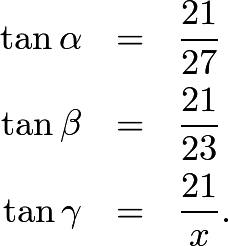 tan α = 21/27
tan β = 21/23
tan γ = 21/x.